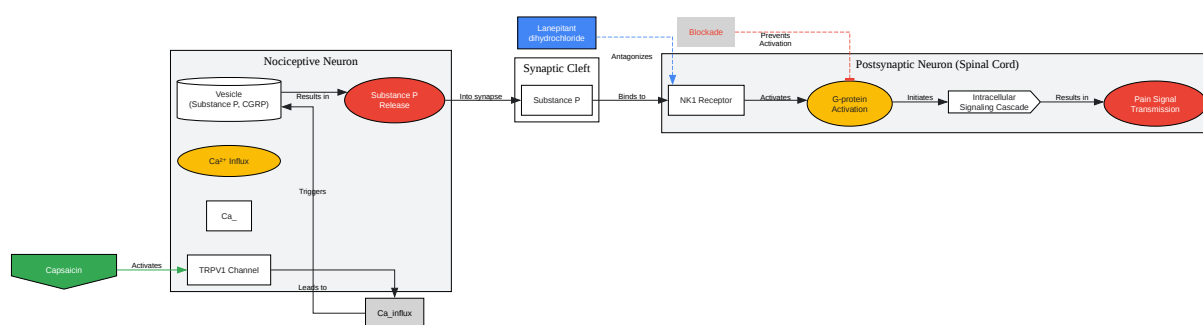 Lanepitant
dihydrochloride
Blockade
Prevents
Activation
Antagonizes
Nociceptive Neuron
Synaptic Cleft
Postsynaptic Neuron (Spinal Cord)
Vesicle
(Substance P, CGRP)
Results in
Substance P
Release
Into synapse
Substance P
Binds to
NK1 Receptor
Activates
G-protein
Activation
Initiates
Intracellular
Signaling Cascade
Results in
Pain Signal
Transmission
Ca²⁺ Influx
Triggers
Ca_
Capsaicin
Activates
TRPV1 Channel
Leads to
Ca_influx